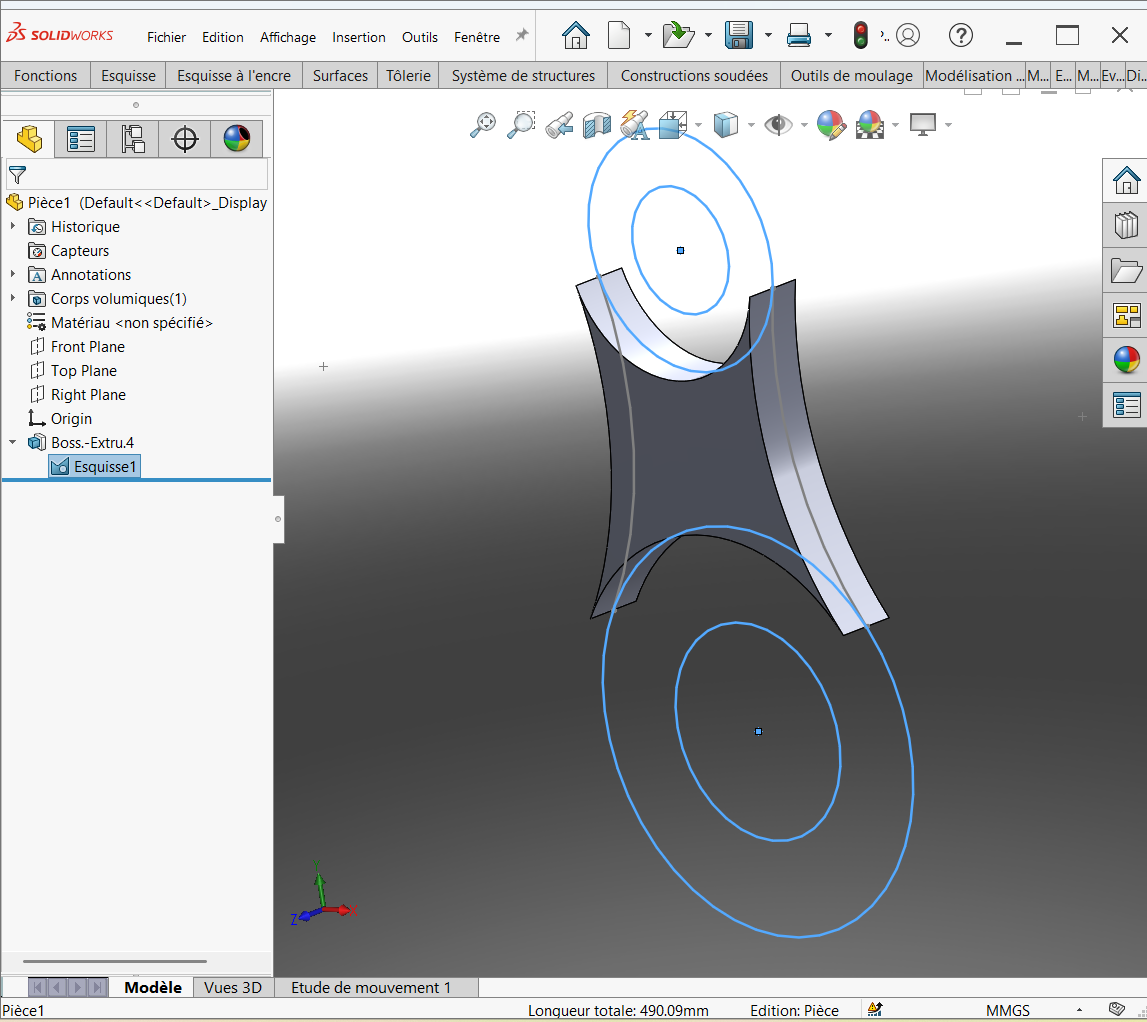 SOLIDWORKS Fichier Edition Affichage Insertion Outils Fenêtre
Fonctions Esquisse Esquisse à l'encre Surfaces Tôlerie Système de structures Constructions soudées Outils de moulage Modélisation ... M... E... M... Ev... Di...
Pièce1 (Default<<Default>_Display
Historique
Capteurs
Annotations
Corps volumiques(1)
Matériau <non spécifié>
Front Plane
Top Plane
Right Plane
Origin
Boss.-Extru.4
Esquisse1
Y
Z X
Modèle Vues 3D Etude de mouvement 1
Pièce1 Longueur totale: 490.09mm Edition: Pièce MMGS